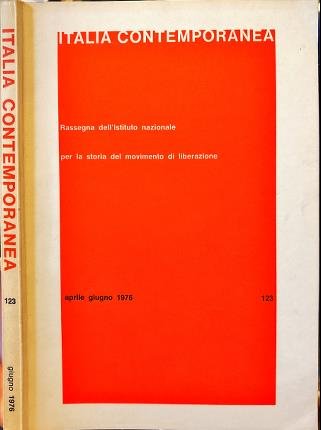 ITALIA CONTEMPORANEA
123
giugno 1976
ITALIA CONTEMPORANEA
Rassegna dell'Istituto nazionale
per la storia del movimento di liberazione
aprile giugno 1976
123